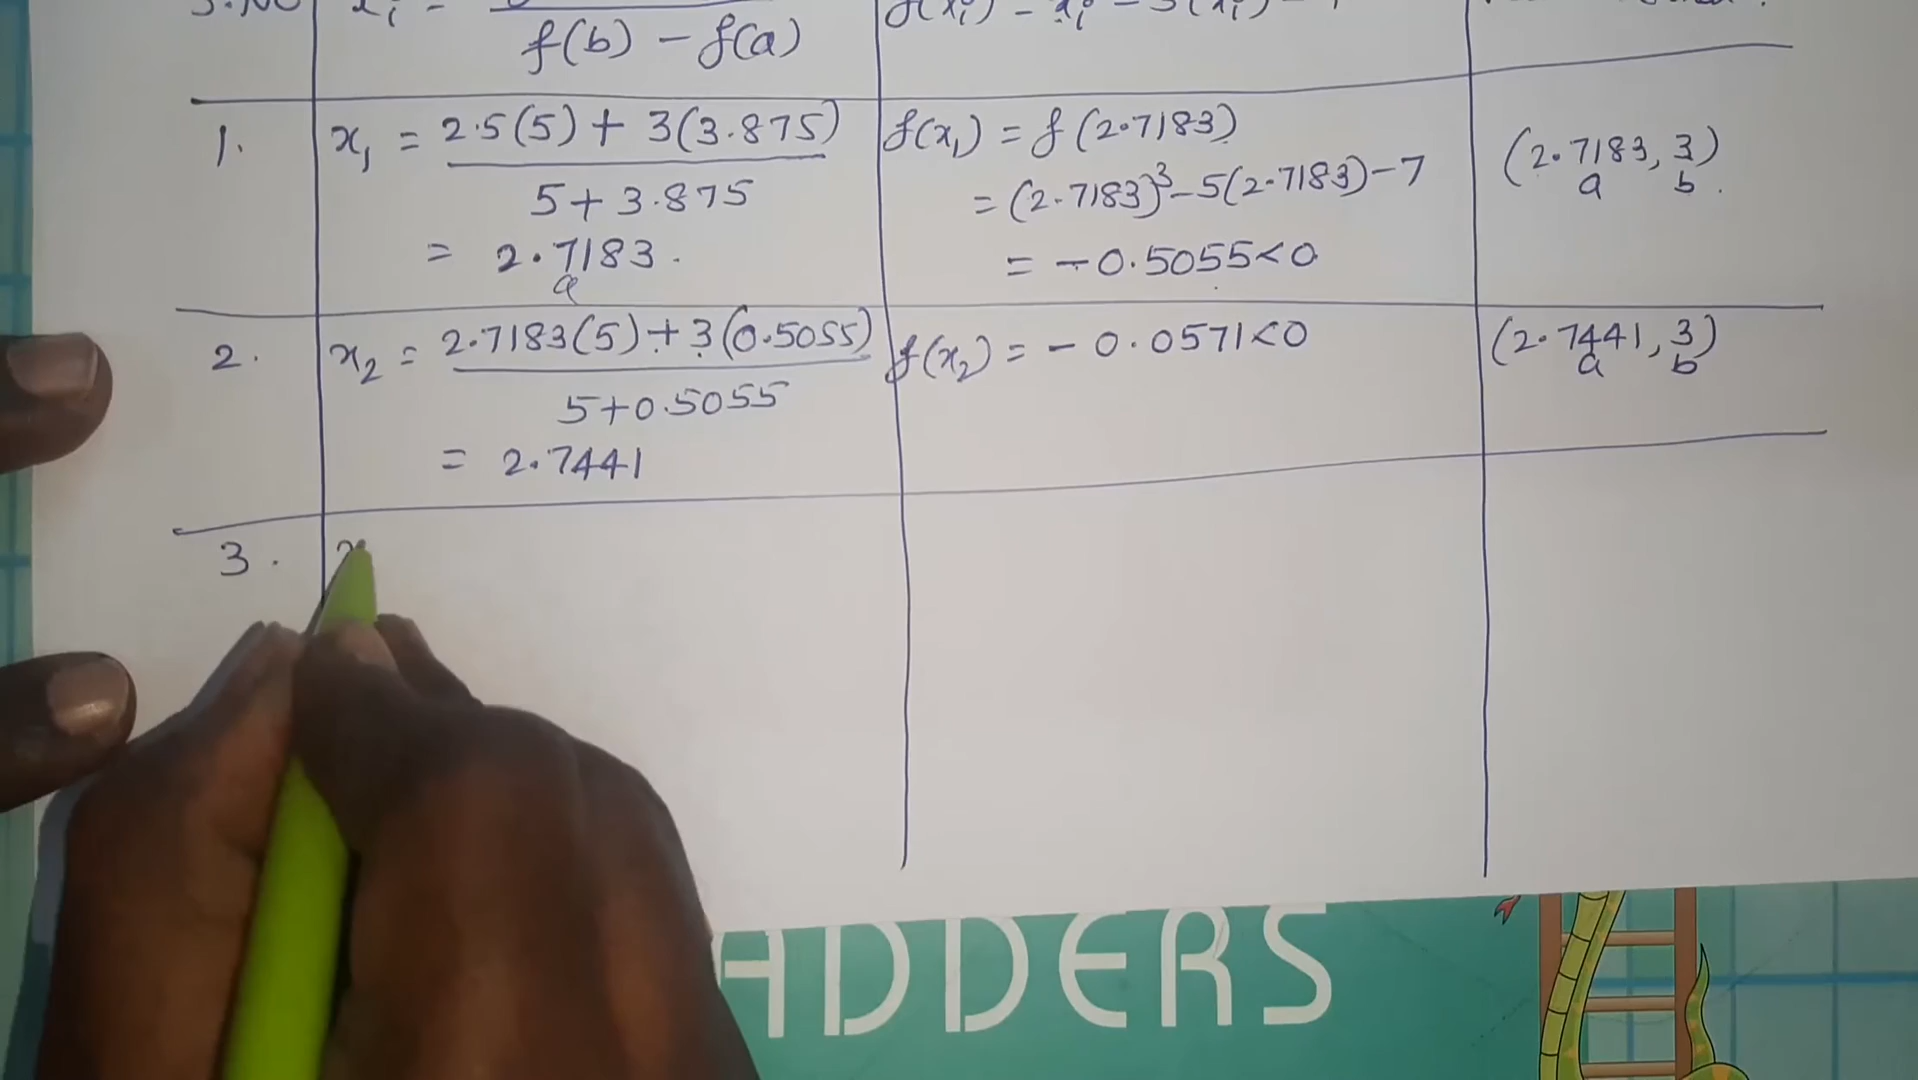 S.No
f(b) - f(a)
1.
x₁ = 2.5(5) + 3(3.875)
5 + 3.875
= 2.7183.
a
f(x₁) = f(2.7183)
= (2.7183)³ - 5(2.7183) - 7
= -0.5055 < 0
(2.7183, 3)
a b.
2.
x₂ = 2.7183(5) + 3(0.5055)
5 + 0.5055
= 2.7441
f(x₂) = - 0.0571 < 0
(2.7441, 3)
a b
3.
ADDERS